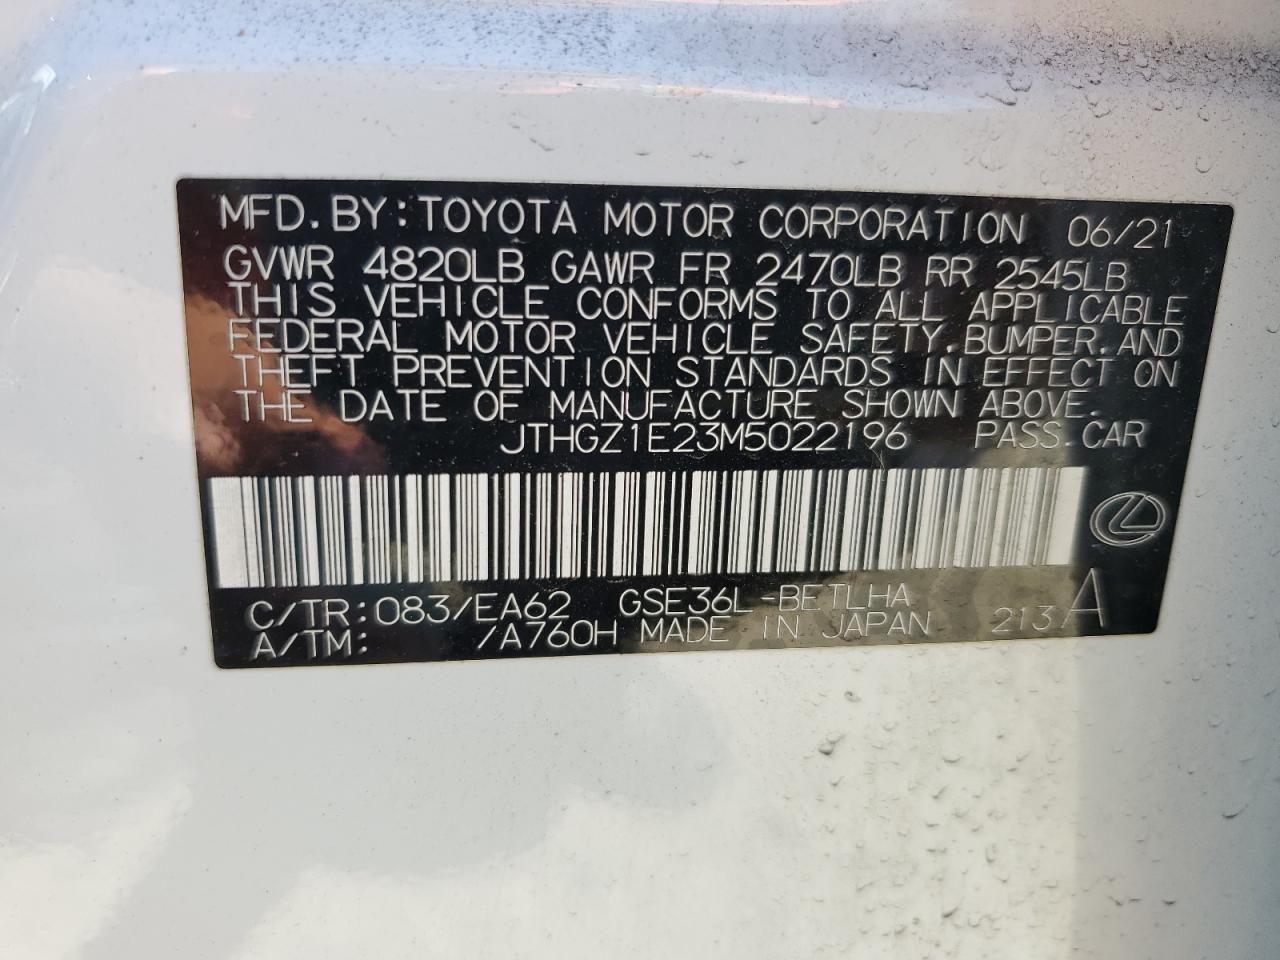 MFD.BY:TOYOTA MOTOR CORPORATION 06/21
GVWR 4820LB GAWR FR 2470LB RR 2545LB
THIS VEHICLE CONFORMS TO ALL APPLICABLE
FEDERAL MOTOR VEHICLE SAFETY,BUMPER,AND
THEFT PREVENTION STANDARDS IN EFFECT ON
THE DATE OF MANUFACTURE SHOWN ABOVE.
JTHGZ1E23M5022196 PASS.CAR
C/TR:083/EA62 GSE36L-BETLHA
A/TM: /A760H MADE IN JAPAN 213 A